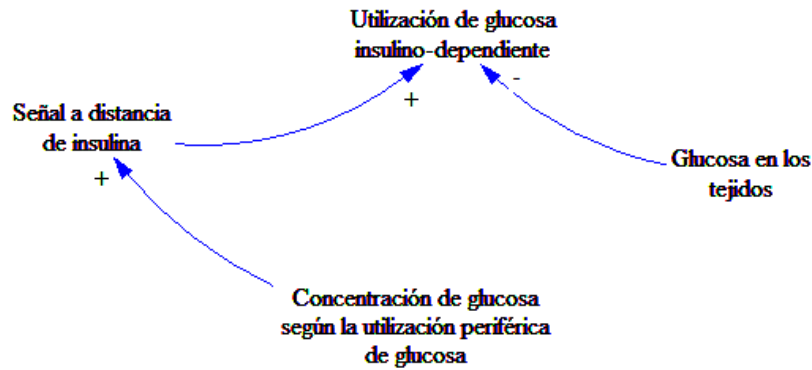 Utilización de glucosa
insulino-dependiente
-
+
Señal a distancia
de insulina
+
Glucosa en los
tejidos
Concentración de glucosa
según la utilización periférica
de glucosa